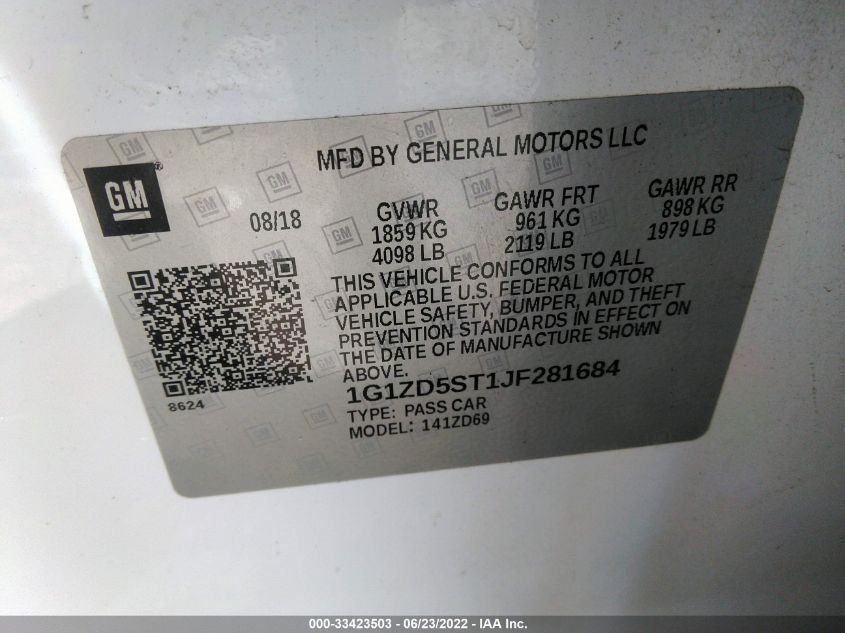 MFD BY GENERAL MOTORS LLC
GM
®
08/18
GVWR
1859 KG
4098 LB
GAWR FRT
961 KG
2119 LB
GAWR RR
898 KG
1979 LB
THIS VEHICLE CONFORMS TO ALL
APPLICABLE U.S. FEDERAL MOTOR
VEHICLE SAFETY, BUMPER, AND THEFT
PREVENTION STANDARDS IN EFFECT ON
THE DATE OF MANUFACTURE SHOWN
ABOVE.
8624
1G1ZD5ST1JF281684
TYPE: PASS CAR
MODEL: 141ZD69
000-33423503 - 06/23/2022 - IAA Inc.